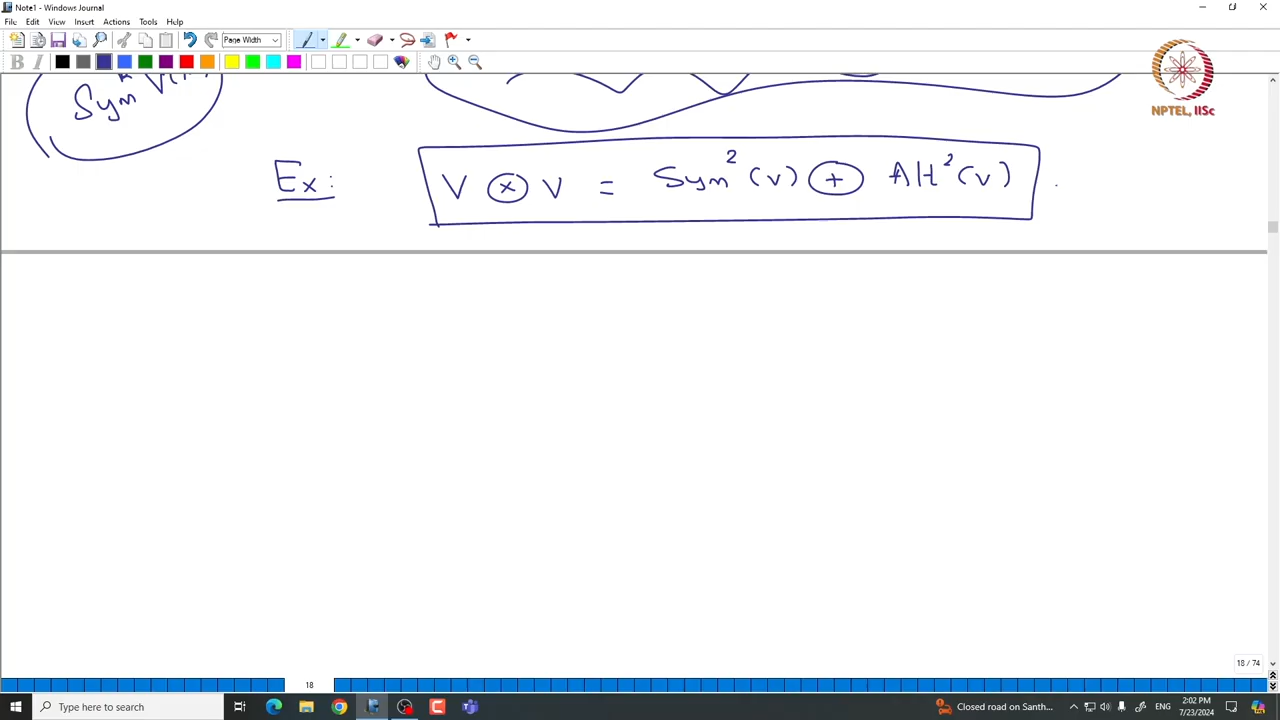 Note1 - Windows Journal
File Edit View Insert Actions Tools Help
Page Width
NPTEL, IISc
Sym
Ex: V ⊗ V = Sym² (V) ⊕ Alt² (V) .
18 / 74
18
Type here to search
Closed road on Santh...
ENG
2:02 PM
7/23/2024